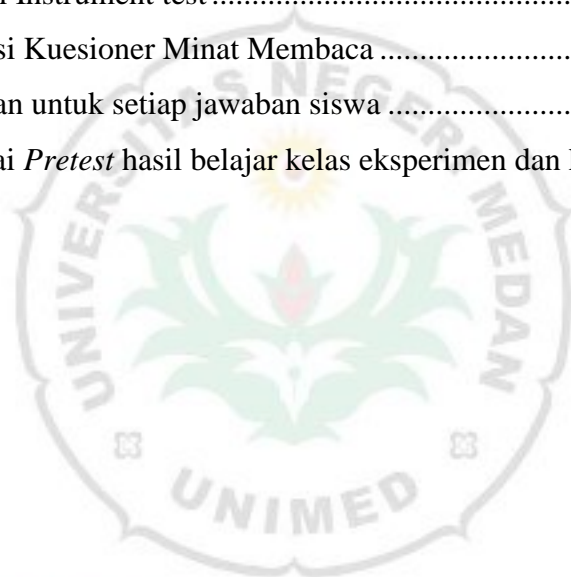 Instrument test ............................................
si Kuesioner Minat Membaca ........................
an untuk setiap jawaban siswa .......................
ai Pretest hasil belajar kelas eksperimen dan
UNIVERSITAS NEGERI MEDAN
UNIMED